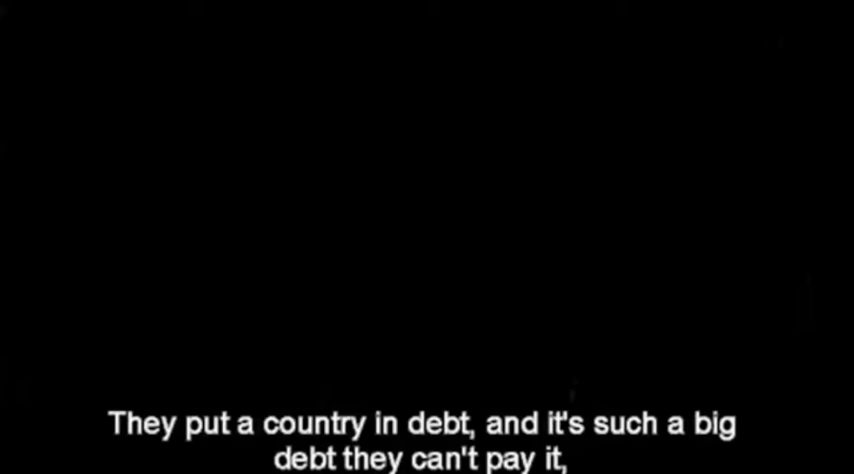 They put a country in debt, and it's such a big
debt they can't pay it,